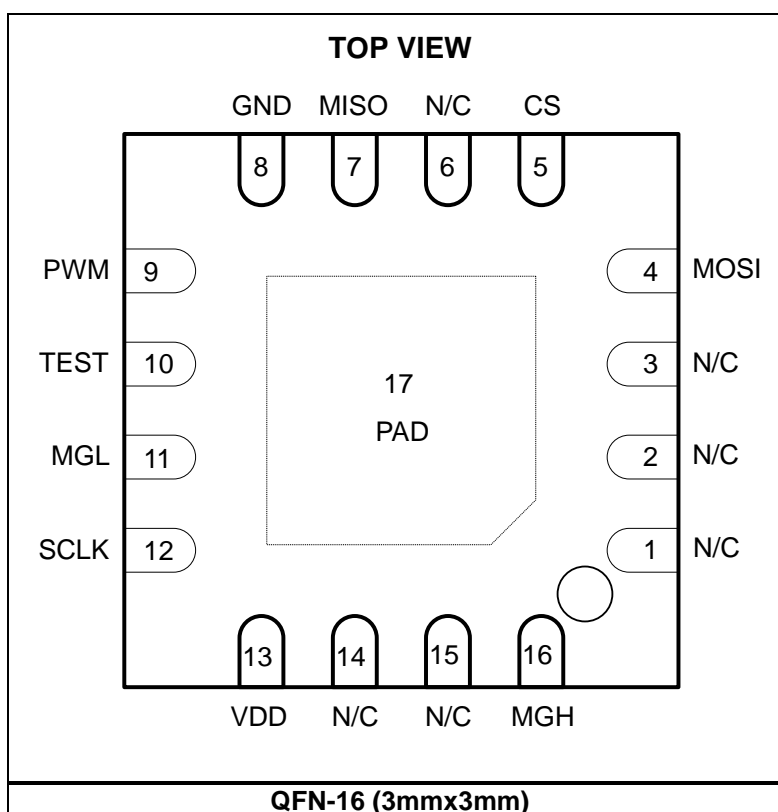 TOP VIEW
GND MISO N/C CS
8 7 6 5
PWM 9 4 MOSI
TEST 10 3 N/C
17
PAD
MGL 11 2 N/C
SCLK 12 1 N/C
13 14 15 16
VDD N/C N/C MGH
QFN-16 (3mmx3mm)